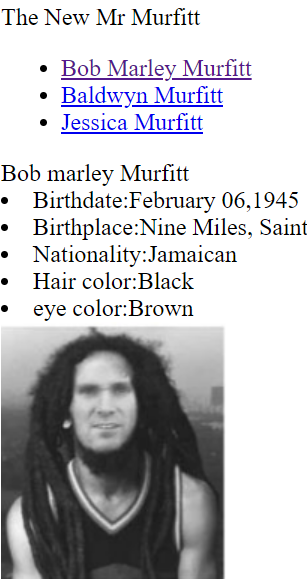 The New Mr Murfitt
Bob Marley Murfitt
Baldwyn Murfitt
Jessica Murfitt
Bob marley Murfitt
Birthdate:February 06,1945
Birthplace:Nine Miles, Saint
Nationality:Jamaican
Hair color:Black
eye color:Brown